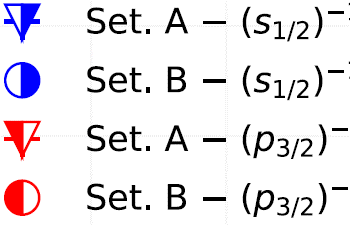 Set. A − (s₁/₂)⁻
Set. B − (s₁/₂)⁻
Set. A − (p₃/₂)⁻
Set. B − (p₃/₂)⁻